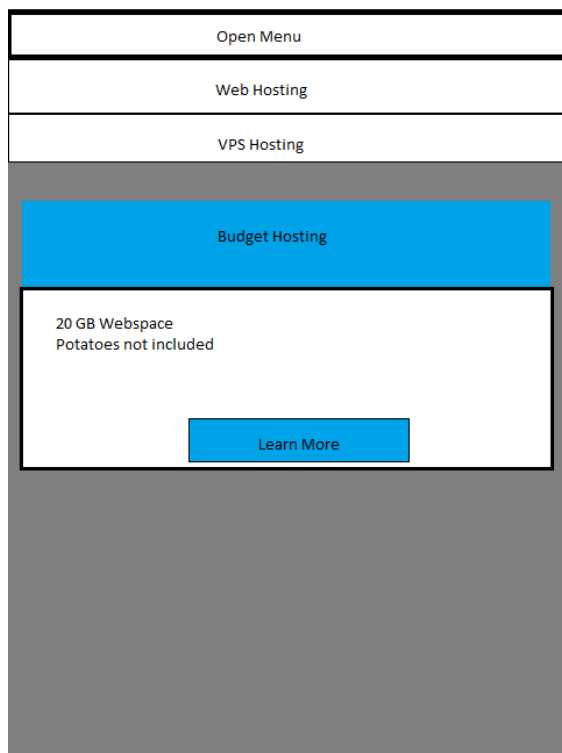 Open Menu
Web Hosting
VPS Hosting
Budget Hosting
20 GB Webspace
Potatoes not included
Learn More